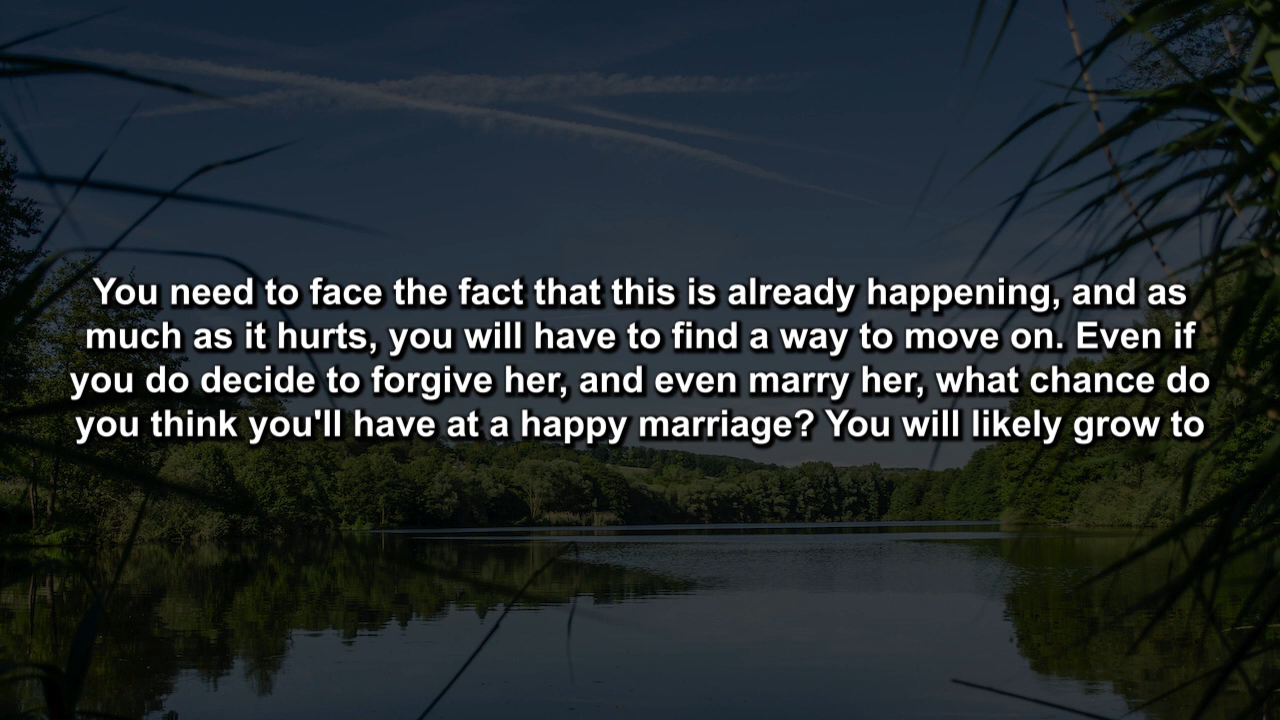 You need to face the fact that this is already happening, and as
much as it hurts, you will have to find a way to move on. Even if
you do decide to forgive her, and even marry her, what chance do
you think you'll have at a happy marriage? You will likely grow to